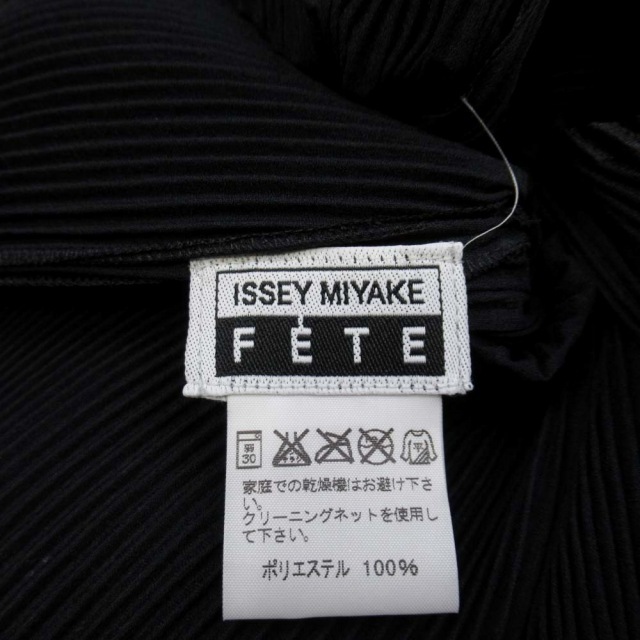 ISSEY MIYAKE
FÊTE
弱
30
家庭での乾燥機はお避け下さ
い。
クリーニングネットを使用し
て下さい。
ポリエステル 100%